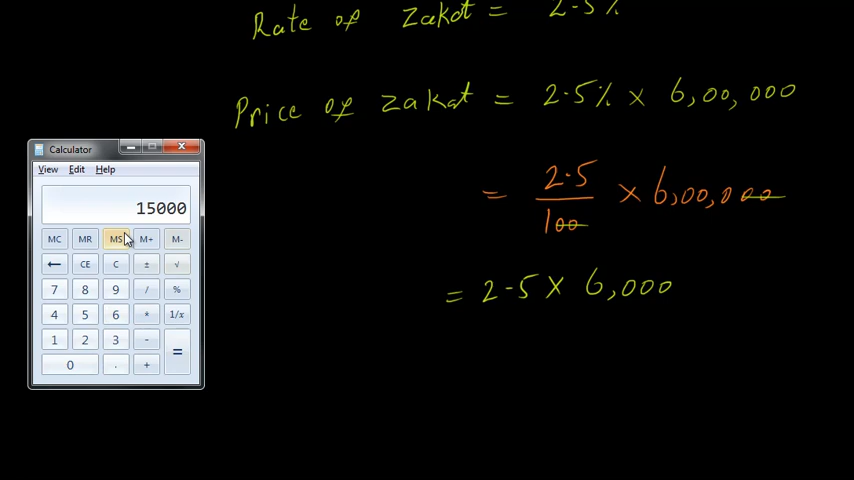 Rate of Zakat = 2.5%
Price of zakat = 2.5% × 6,00,000
= 2.5/100 × 6,00,000
= 2.5 × 6,000
Calculator
View Edit Help
15000
MC MR MS M+ M-
← CE C ± √
7 8 9 / %
4 5 6 * 1/x
1 2 3 - =
0 . +